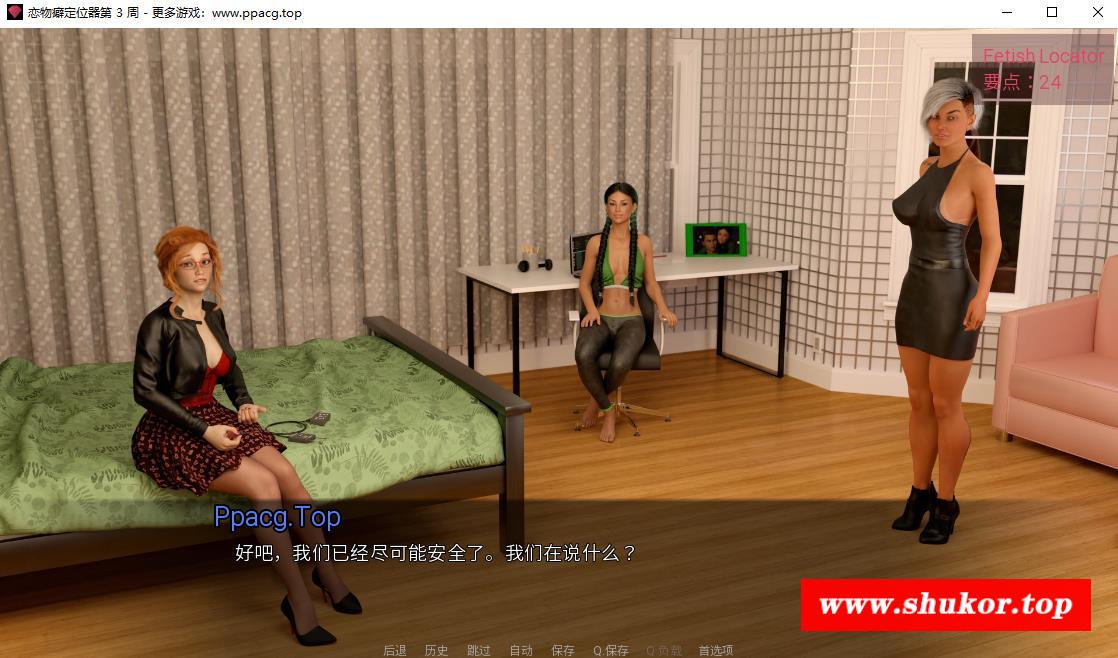 恋物癖定位器第 3 周 - 更多游戏：www.ppacg.top
Fetish Locator
要点：24
Ppacg.Top
好吧，我们已经尽可能安全了。我们在说什么？
www.shukor.top
后退 历史 跳过 自动 保存 Q.保存 Q.负载 首选项